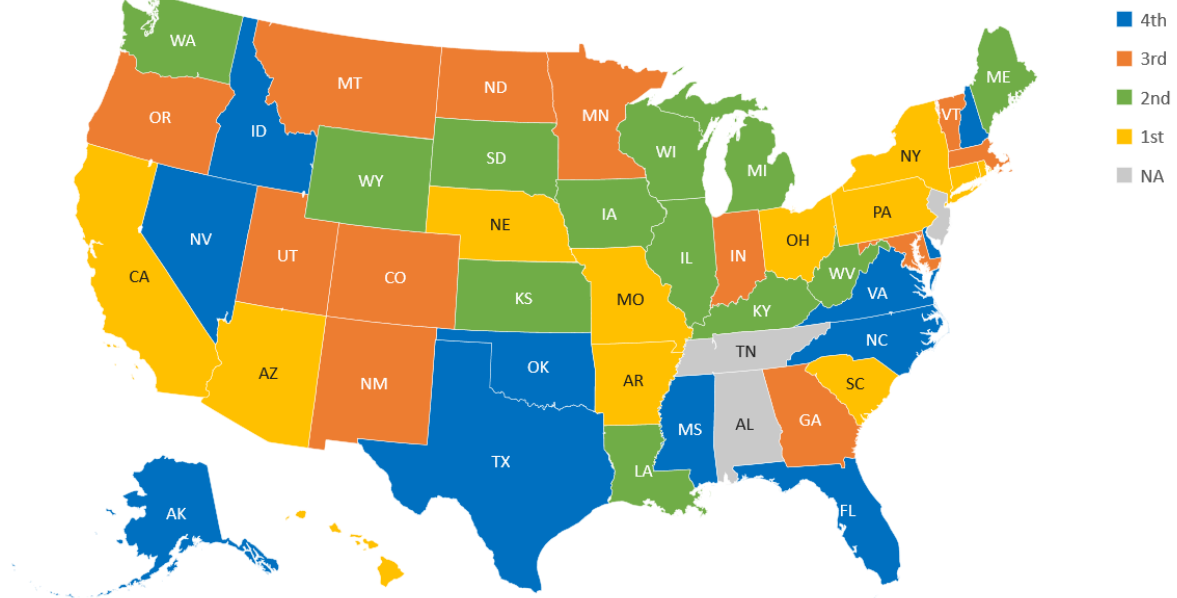 4th
3rd
2nd
1st
NA
WA
ME
MT
ND
VT
OR
MN
ID
WI
NY
SD
MI
WY
IA
PA
NE
OH
NV
UT
IN
IL
CO
WV
CA
VA
KS
MO
KY
NC
TN
OK
AZ
AR
NM
SC
GA
AL
MS
TX
LA
FL
AK